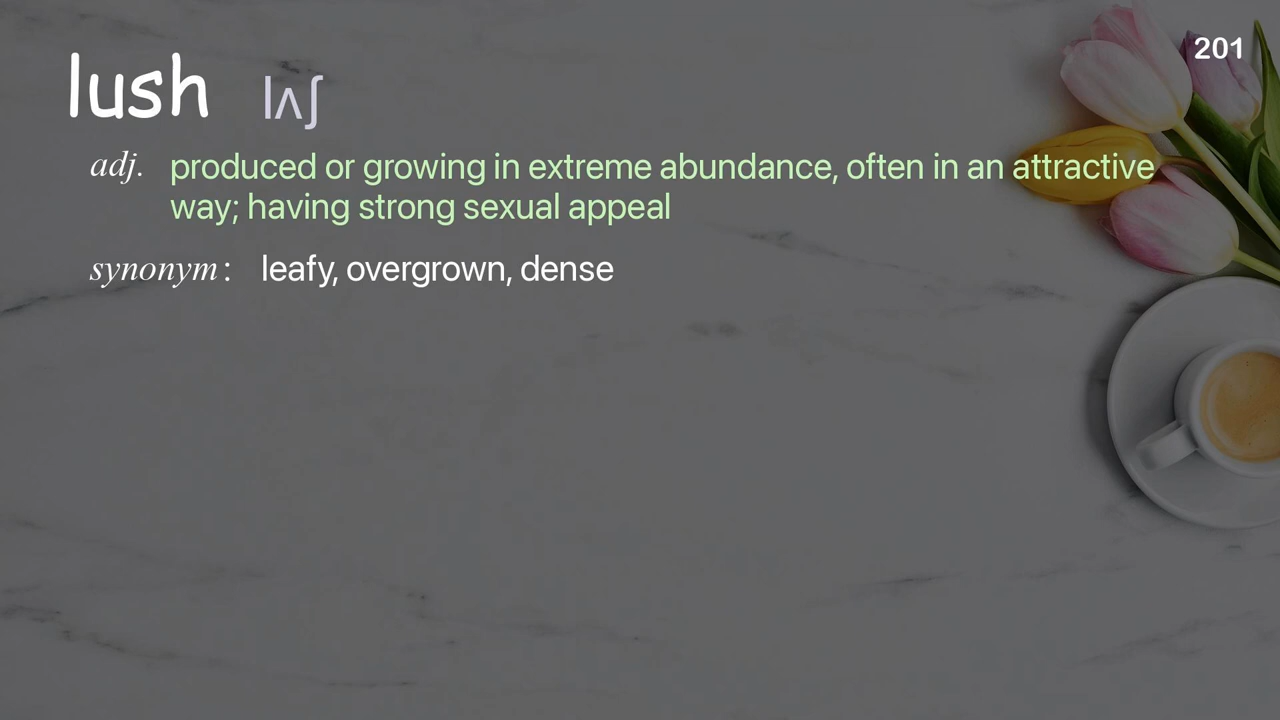 201
lush lʌʃ
adj. produced or growing in extreme abundance, often in an attractive
way; having strong sexual appeal
synonym: leafy, overgrown, dense